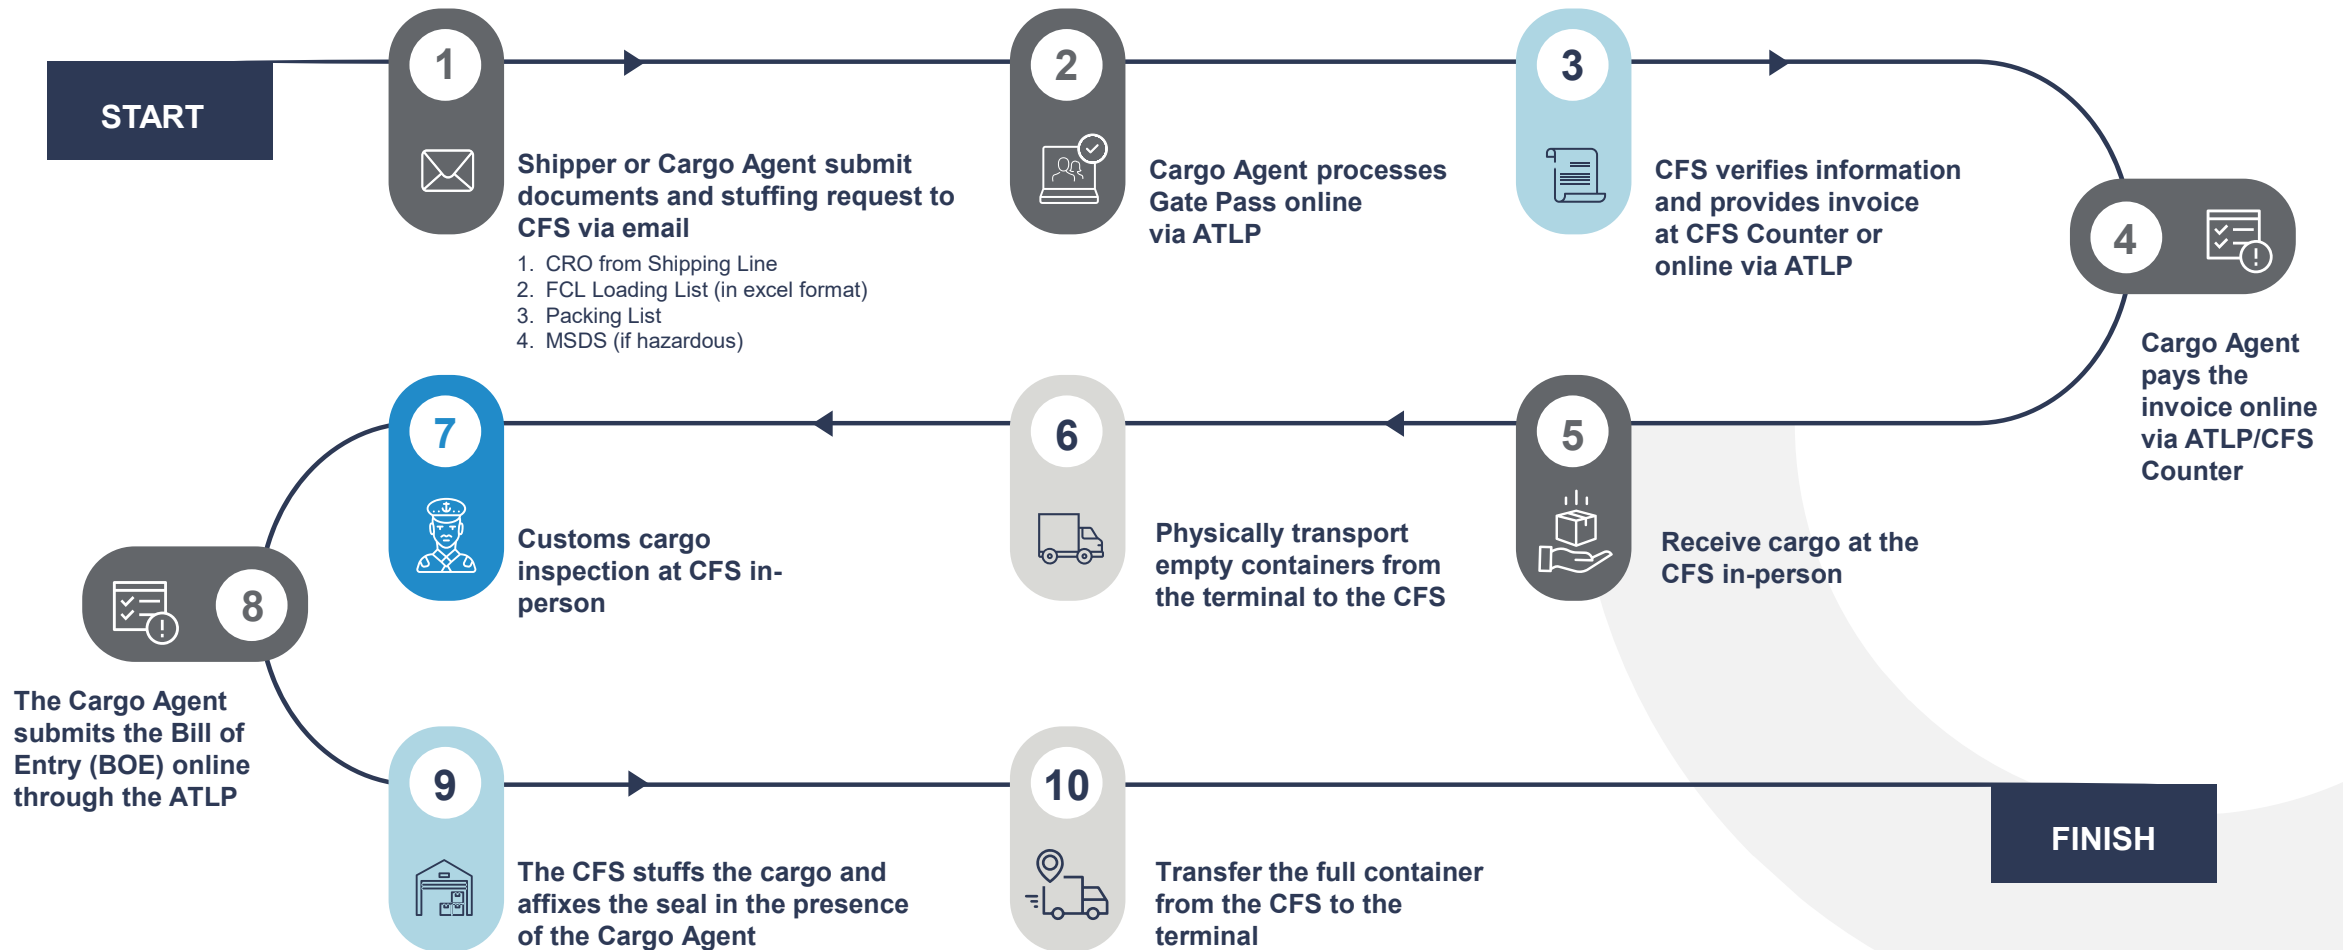 START
1
Shipper or Cargo Agent submit
documents and stuffing request to
CFS via email
1. CRO from Shipping Line
2. FCL Loading List (in excel format)
3. Packing List
4. MSDS (if hazardous)
2
Cargo Agent processes
Gate Pass online
via ATLP
3
CFS verifies information
and provides invoice
at CFS Counter or
online via ATLP
4
Cargo Agent
pays the
invoice online
via ATLP/CFS
Counter
5
Receive cargo at the
CFS in-person
6
Physically transport
empty containers from
the terminal to the CFS
7
Customs cargo
inspection at CFS in-
person
8
The Cargo Agent
submits the Bill of
Entry (BOE) online
through the ATLP
9
The CFS stuffs the cargo and
affixes the seal in the presence
of the Cargo Agent
10
Transfer the full container
from the CFS to the
terminal
FINISH